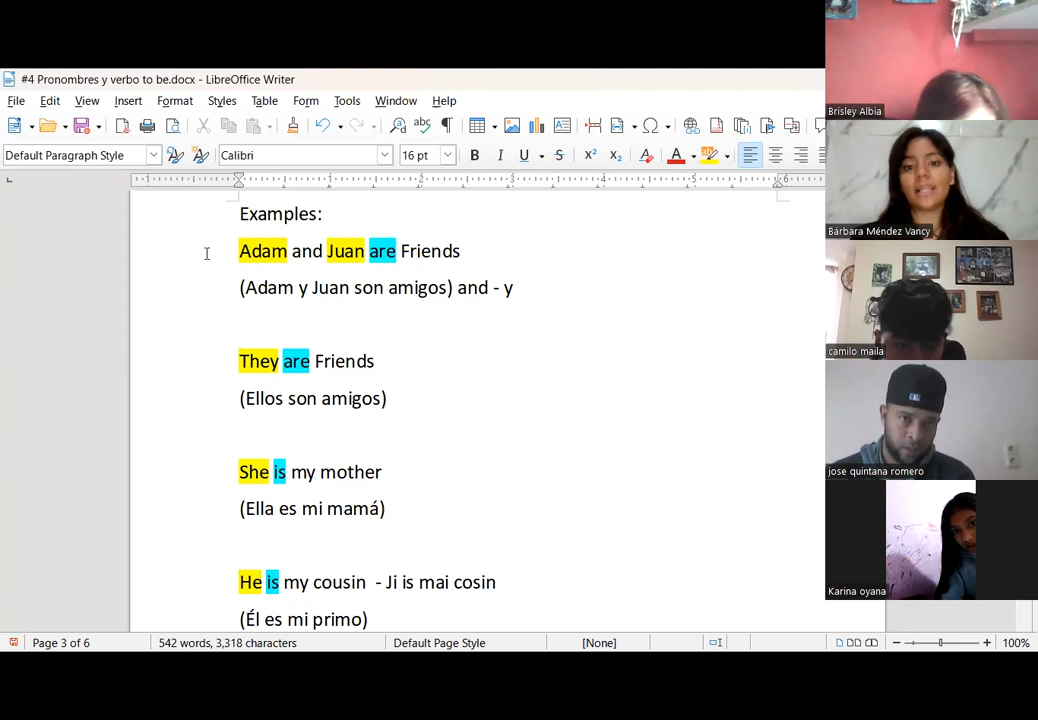 #4 Pronombres y verbo to be.docx - LibreOffice Writer
File Edit View Insert Format Styles Table Form Tools Window Help
Default Paragraph Style Calibri 16 pt
Examples:
Adam and Juan are Friends
(Adam y Juan son amigos) and - y
They are Friends
(Ellos son amigos)
She is my mother
(Ella es mi mamá)
He is my cousin - Ji is mai cosin
(Él es mi primo)
Page 3 of 6 542 words, 3,318 characters Default Page Style [None] 100%
Brisley Albia
Bárbara Méndez Vancy
camilo maila
jose quintana romero
Karina oyana